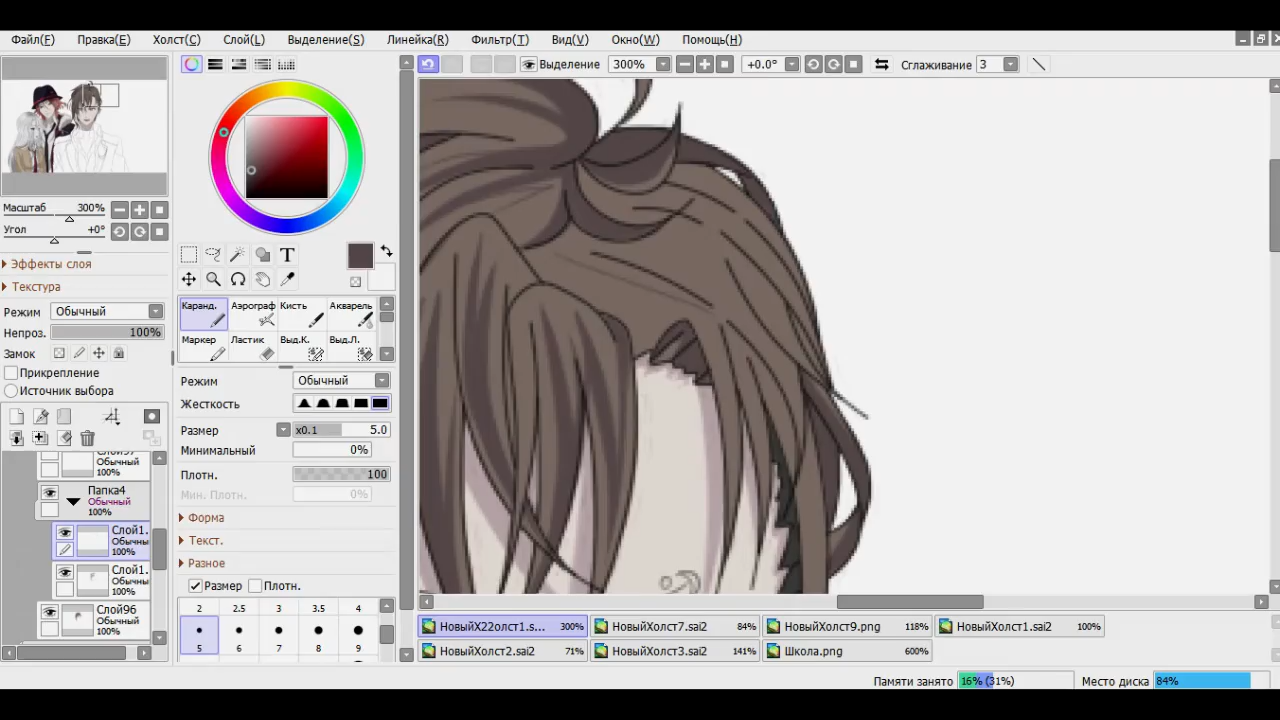 Файл(F) Правка(E) Холст(C) Слой(L) Выделение(S) Линейка(R) Фильтр(T) Вид(V) Окно(W) Помощь(H)
Выделение 300% +0.0° Сглаживание 3
Масштаб 300%
Угол +0°
Эффекты слоя
Текстура
Режим Обычный
Непроз. 100%
Замок
Прикрепление
Источник выбора
Обычный
100%
Папка4
Обычный
100%
Слой1.
Обычный
100%
Слой1.
Обычный
100%
Слой96
Обычный
100%
T
Каранд. Аэрограф Кисть Акварель
Маркер Ластик Выд.К. Выд.Л.
Режим Обычный
Жесткость
Размер x0.1 5.0
Минимальный 0%
Плотн. 100
Мин. Плотн. 0%
Форма
Текст.
Разное
Размер Плотн.
2 2.5 3 3.5 4
5 6 7 8 9
НовыйХ22олст1.s... 300% НовыйХолст7.sai2 84% НовыйХолст9.png 118% НовыйХолст1.sai2 100%
НовыйХолст2.sai2 71% НовыйХолст3.sai2 141% Школа.png 600%
Памяти занято 16% (31%) Место диска 84%